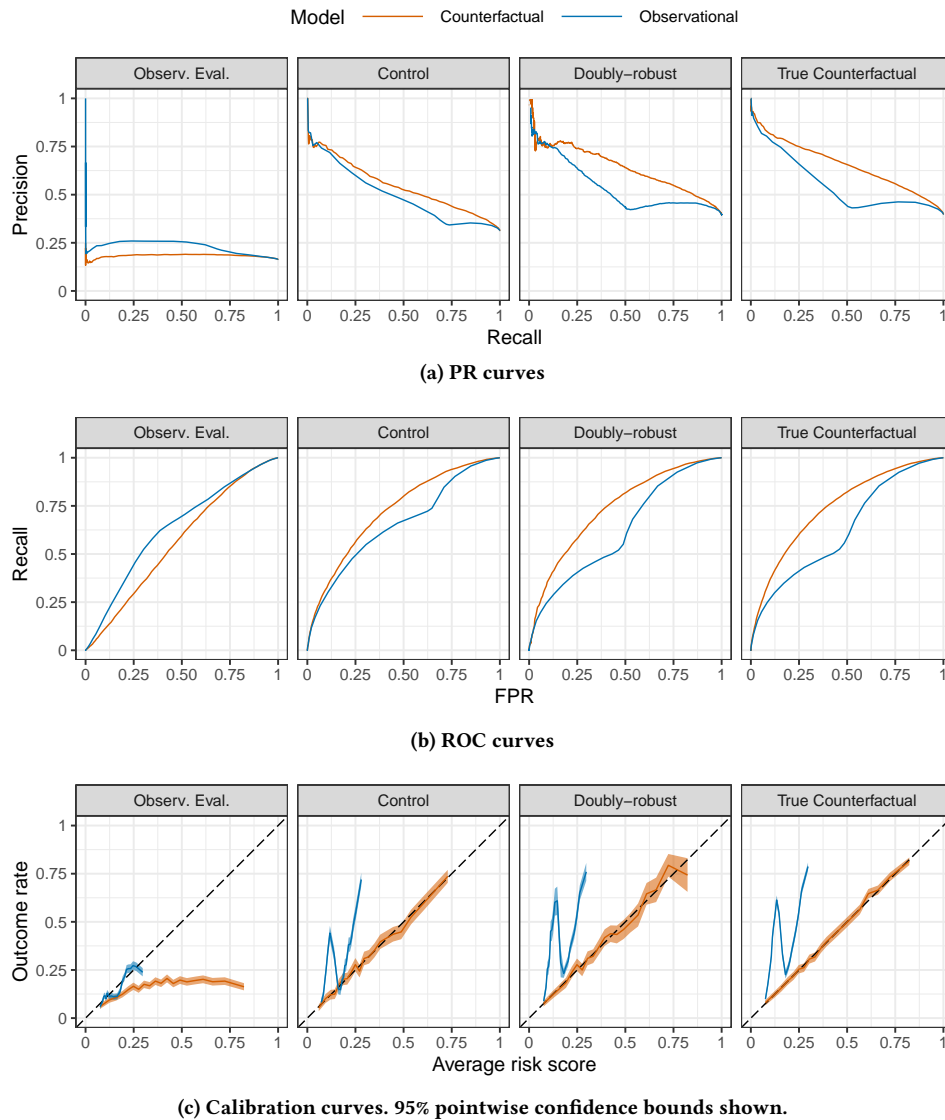 Model Counterfactual Observational
Observ. Eval. Control Doubly−robust True Counterfactual
1
0.75
0.50
0.25
0
Precision
0 0.25 0.50 0.75 1 0 0.25 0.50 0.75 1 0 0.25 0.50 0.75 1 0 0.25 0.50 0.75 1
Recall
(a) PR curves
Observ. Eval. Control Doubly−robust True Counterfactual
1
0.75
0.50
0.25
0
Recall
0 0.25 0.50 0.75 1 0 0.25 0.50 0.75 1 0 0.25 0.50 0.75 1 0 0.25 0.50 0.75 1
FPR
(b) ROC curves
Observ. Eval. Control Doubly−robust True Counterfactual
1
0.75
0.50
0.25
0
Outcome rate
0 0.25 0.50 0.75 1 0 0.25 0.50 0.75 1 0 0.25 0.50 0.75 1 0 0.25 0.50 0.75 1
Average risk score
(c) Calibration curves. 95% pointwise confidence bounds shown.